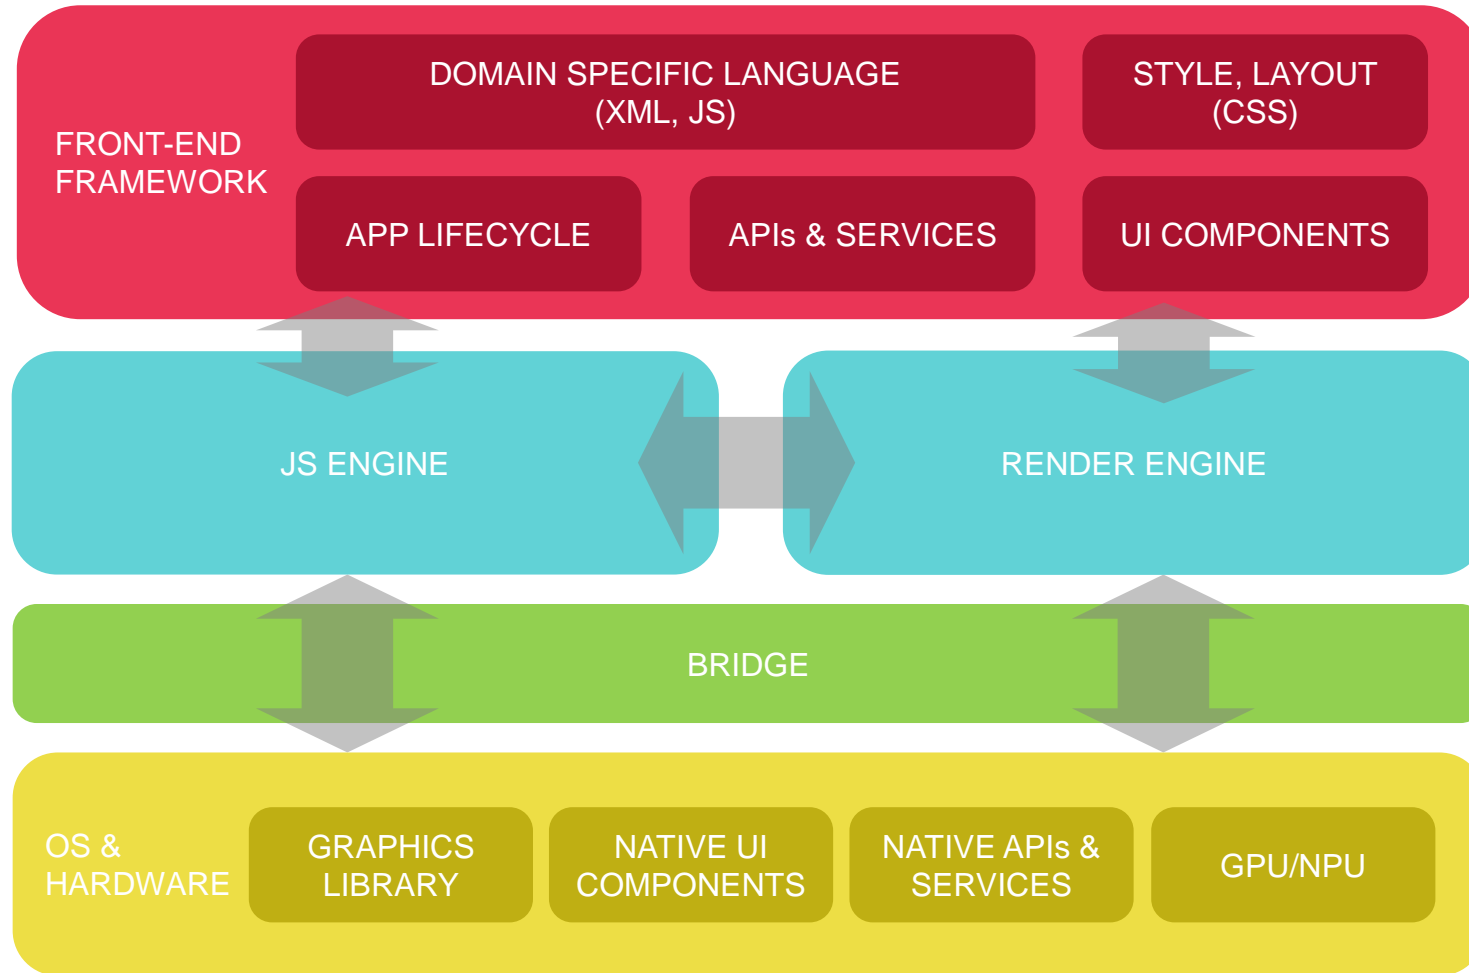 DOMAIN SPECIFIC LANGUAGE
(XML, JS)
STYLE, LAYOUT
(CSS)
FRONT-END
FRAMEWORK
APP LIFECYCLE
APIs & SERVICES
UI COMPONENTS
JS ENGINE
RENDER ENGINE
BRIDGE
OS &
HARDWARE
GRAPHICS
LIBRARY
NATIVE UI
COMPONENTS
NATIVE APIs &
SERVICES
GPU/NPU